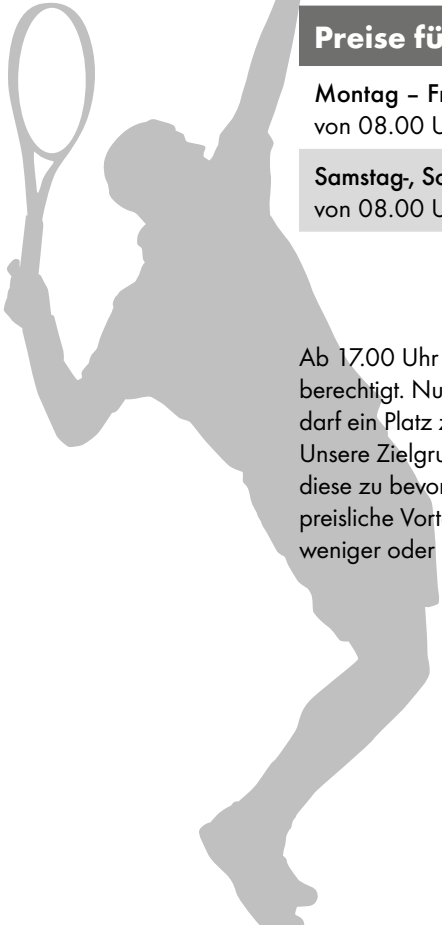 Preise fü
Montag – Fr
von 08.00 U
Samstag-, So
von 08.00 U
Ab 17.00 Uhr
berechtigt. Nu
darf ein Platz z
Unsere Zielgru
diese zu bevor
preisliche Vort
weniger oder